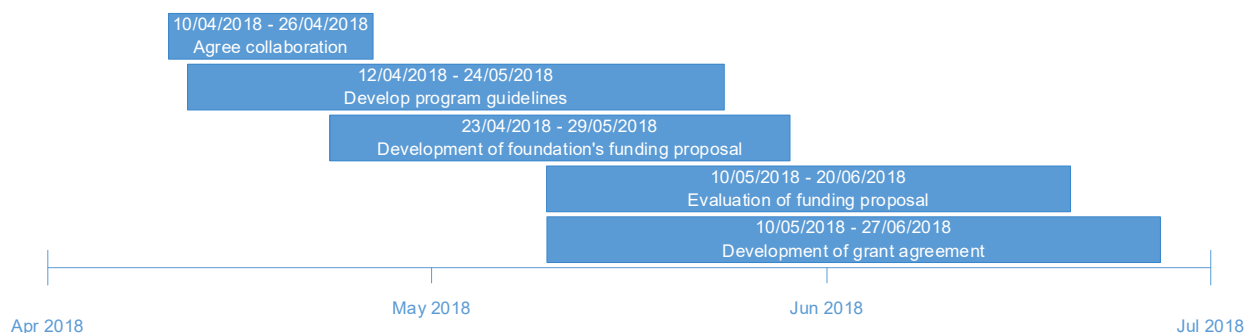 10/04/2018 - 26/04/2018
Agree collaboration
12/04/2018 - 24/05/2018
Develop program guidelines
23/04/2018 - 29/05/2018
Development of foundation's funding proposal
10/05/2018 - 20/06/2018
Evaluation of funding proposal
10/05/2018 - 27/06/2018
Development of grant agreement
Apr 2018
May 2018
Jun 2018
Jul 2018